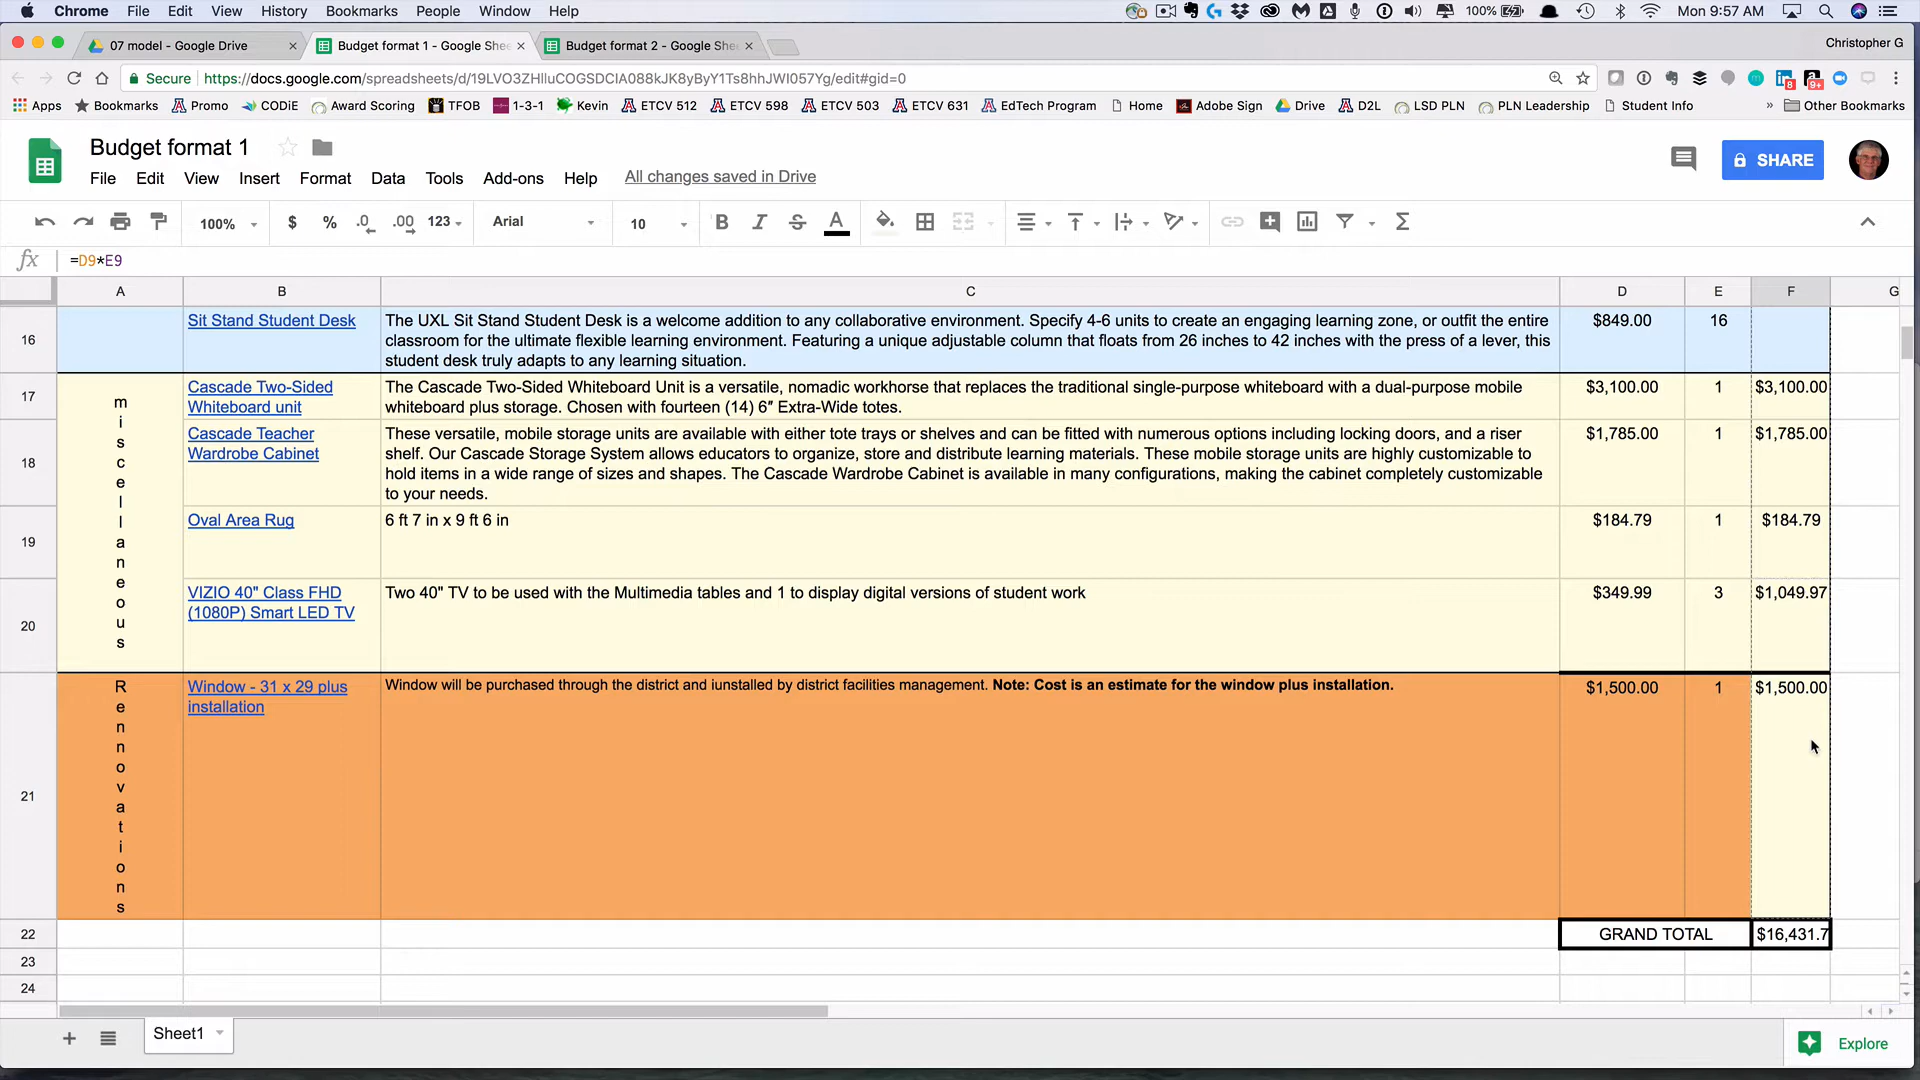 Chrome File Edit View History Bookmarks People Window Help 100% Mon 9:57 AM
07 model - Google Drive Budget format 1 - Google She Budget format 2 - Google She Christopher G
Secure https://docs.google.com/spreadsheets/d/19LVO3ZHlluCOGSDCIA088kJK8yByY1Ts8hhJWI057Yg/edit#gid=0
Apps Bookmarks Promo CODiE Award Scoring TFOB 1-3-1 Kevin ETCV 512 ETCV 598 ETCV 503 ETCV 631 EdTech Program Home Adobe Sign Drive D2L LSD PLN PLN Leadership Student Info » Other Bookmarks
Budget format 1
SHARE
File Edit View Insert Format Data Tools Add-ons Help All changes saved in Drive
100% $ % .0 .00 123 Arial 10 B I S A Σ
fx =D9*E9
A B C D E F G
16 Sit Stand Student Desk The UXL Sit Stand Student Desk is a welcome addition to any collaborative environment. Specify 4-6 units to create an engaging learning zone, or outfit the entire $849.00 16
classroom for the ultimate flexible learning environment. Featuring a unique adjustable column that floats from 26 inches to 42 inches with the press of a lever, this
student desk truly adapts to any learning situation.
miscellaneous
17 Cascade Two-Sided The Cascade Two-Sided Whiteboard Unit is a versatile, nomadic workhorse that replaces the traditional single-purpose whiteboard with a dual-purpose mobile $3,100.00 1 $3,100.00
Whiteboard unit whiteboard plus storage. Chosen with fourteen (14) 6″ Extra-Wide totes.
18 Cascade Teacher These versatile, mobile storage units are available with either tote trays or shelves and can be fitted with numerous options including locking doors, and a riser $1,785.00 1 $1,785.00
Wardrobe Cabinet shelf. Our Cascade Storage System allows educators to organize, store and distribute learning materials. These mobile storage units are highly customizable to
hold items in a wide range of sizes and shapes. The Cascade Wardrobe Cabinet is available in many configurations, making the cabinet completely customizable
to your needs.
19 Oval Area Rug 6 ft 7 in x 9 ft 6 in $184.79 1 $184.79
20 VIZIO 40" Class FHD Two 40" TV to be used with the Multimedia tables and 1 to display digital versions of student work $349.99 3 $1,049.97
(1080P) Smart LED TV
Rennovations
21 Window - 31 x 29 plus Window will be purchased through the district and iunstalled by district facilities management. Note: Cost is an estimate for the window plus installation. $1,500.00 1 $1,500.00
installation
22 GRAND TOTAL $16,431.7
23
24
Sheet1
Explore